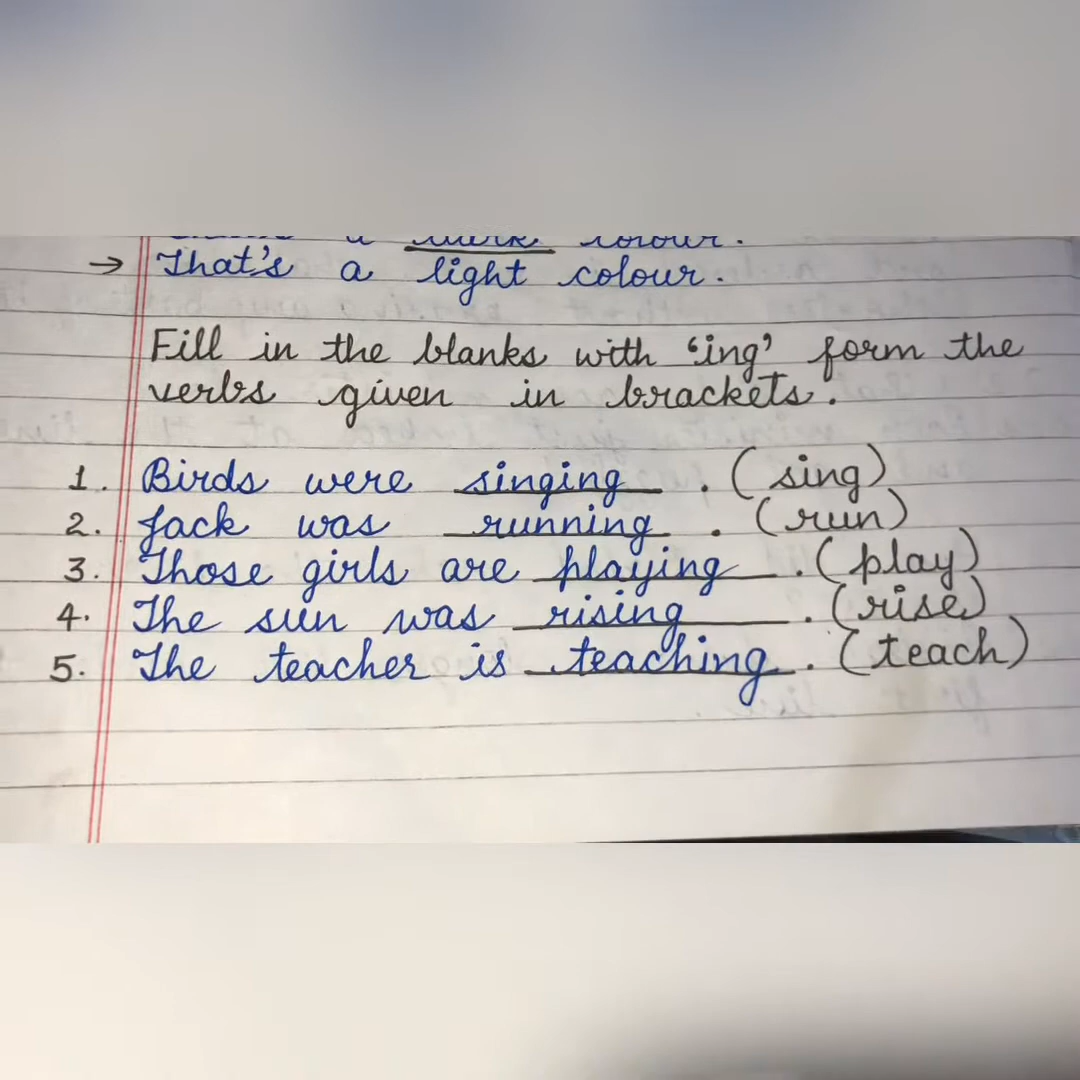 a colour.
→ That's a light colour.
Fill in the blanks with 'ing' form the
verbs given in brackets.
1. Birds were singing. (sing)
2. Jack was running. (run)
3. Those girls are playing. (play)
4. The sun was rising. (rise)
5. The teacher is teaching. (teach)